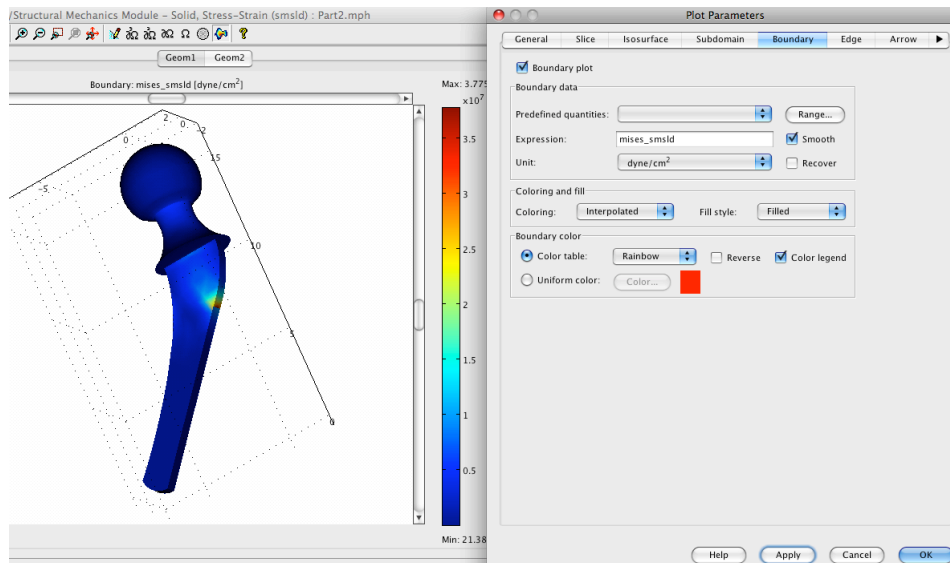 /Structural Mechanics Module - Solid, Stress-Strain (smsld) : Part2.mph
Geom1 Geom2
Boundary: mises_smsld [dyne/cm²]
Max: 3.775
x10⁷
2.
0.
-2
0
15
-5
10
5
0
3.5
3
2.5
2
1.5
1
0.5
Min: 21.38
Plot Parameters
General Slice Isosurface Subdomain Boundary Edge Arrow
Boundary plot
Boundary data
Predefined quantities: Range...
Expression: mises_smsld Smooth
Unit: dyne/cm² Recover
Coloring and fill
Coloring: Interpolated Fill style: Filled
Boundary color
Color table: Rainbow Reverse Color legend
Uniform color: Color...
Help Apply Cancel OK